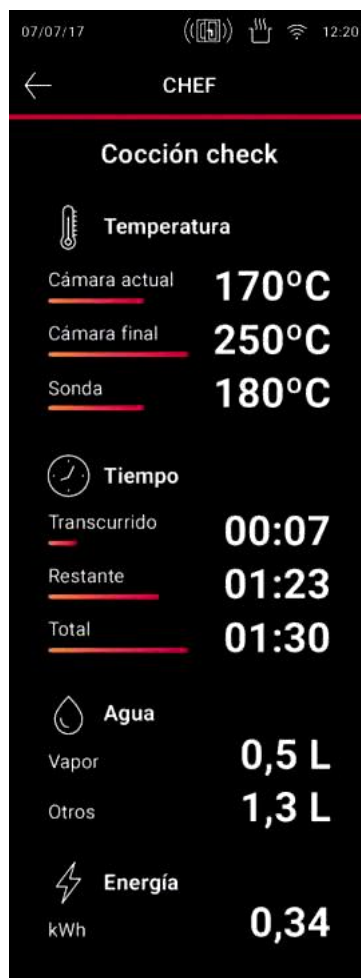 07/07/17 12:20
CHEF
Cocción check
Temperatura
Cámara actual 170ºC
Cámara final 250ºC
Sonda 180ºC
Tiempo
Transcurrido 00:07
Restante 01:23
Total 01:30
Agua
Vapor 0,5 L
Otros 1,3 L
Energía
kWh 0,34